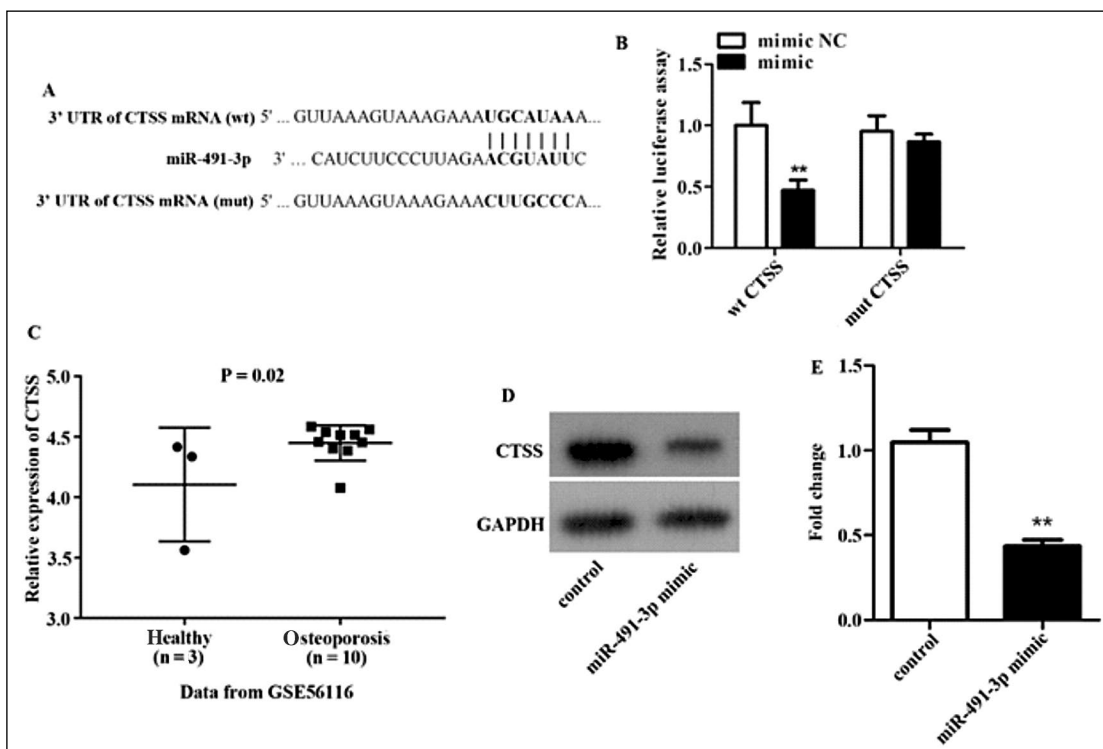 A
3' UTR of CTSS mRNA (wt) 5' ... GUUAAAGUAAAGAAAUGCAUAAA...
miR-491-3p 3' ... CAUCUUCCCUUAGAACGUAUUC
3' UTR of CTSS mRNA (mut) 5' ... GUUAAAGUAAAGAAACUUGCCCA...
B
mimic NC
mimic
Relative luciferase assay
1.5
1.0
0.5
0.0
**
wt CTSS
mut CTSS
C
Relative expression of CTSS
5.0
4.5
4.0
3.5
3.0
P = 0.02
Healthy
(n = 3)
Osteoporosis
(n = 10)
Data from GSE56116
D
CTSS
GAPDH
control
miR-491-3p mimic
E
Fold change
1.5
1.0
0.5
0.0
**
control
miR-491-3p mimic